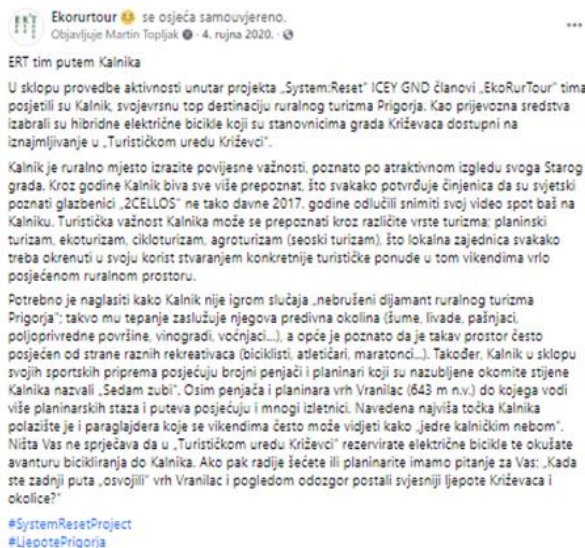 Ekorurtour 😊 se osjeća samouvjereno.
Objavljuje Martin Topljak · 4. rujna 2020. ·
ERT tim putem Kalnika
U sklopu provedbe aktivnosti unutar projekta „System:Reset" ICEY GND članovi „EkoRurTour" tima
posjetili su Kalnik, svojevrsnu top destinaciju ruralnog turizma Prigorja. Kao prijevozna sredstva
izabrali su hibridne električne bicikle koji su stanovnicima grada Križevaca dostupni na
iznajmljivanje u „Turističkom uredu Križevci".
Kalnik je ruralno mjesto izrazite povijesne važnosti, poznato po atraktivnom izgledu svoga Starog
grada. Kroz godine Kalnik biva sve više prepoznat, što svakako potvrđuje činjenica da su svjetski
poznati glazbenici „2CELLOS" ne tako davne 2017. godine odlučili snimiti svoj video spot baš na
Kalniku. Turistička važnost Kalnika može se prepoznati kroz različite vrste turizma; planinski
turizam, ekoturizam, cikloturizam, agroturizam (seoski turizam), što lokalna zajednica svakako
treba okrenuti u svoju korist stvaranjem konkretnije turističke ponude u tom vikendima vrlo
posjećenom ruralnom prostoru.
Potrebno je naglasiti kako Kalnik nije igrom slučaja „nebrušeni dijamant ruralnog turizma
Prigorja"; takvo mu tepanje zaslužuje njegova predivna okolina (šume, livade, pašnjaci,
poljoprivredne površine, vinogradi, voćnjaci...), a opće je poznato da je takav prostor često
posjećen od strane raznih rekreativaca (biciklisti, atletičari, maratonci...). Također, Kalnik u sklopu
svojih sportskih priprema posjećuju brojni penjači i planinari koji su nazubljene okomite stijene
Kalnika nazvali „Sedam zubi". Osim penjača i planinara vrh Vranilac (643 m n.v.) do kojega vodi
više planinarskih staza i puteva posjećuju i mnogi izletnici. Navedena najviša točka Kalnika
polazište je i paraglajdera koje se vikendima često može vidjeti kako „jedre kalničkim nebom".
Ništa Vas ne sprječava da u „Turističkom uredu Križevci" rezervirate električne bicikle te okušate
avanturu bicikliranja do Kalnika. Ako pak radije šećete ili planinarite imamo pitanje za Vas: „Kada
ste zadnji puta „osvojili" vrh Vranilac i pogledom odozgor postali svjesniji ljepote Križevaca i
okolice?"
#SystemResetProject
#LjepotePrigorja